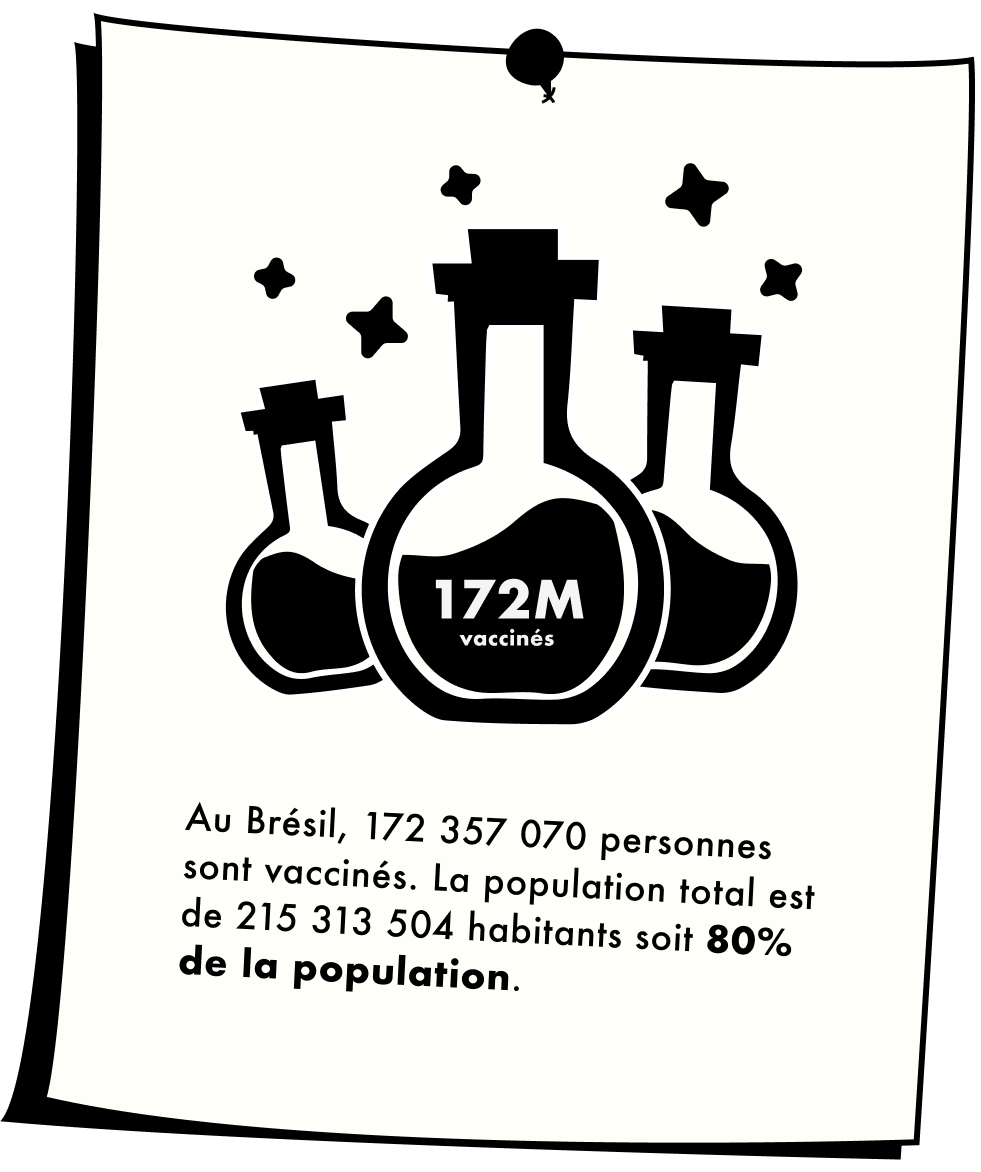 172M
vaccinés
Au Brésil, 172 357 070 personnes
sont vaccinés. La population total est
de 215 313 504 habitants soit 80%
de la population.